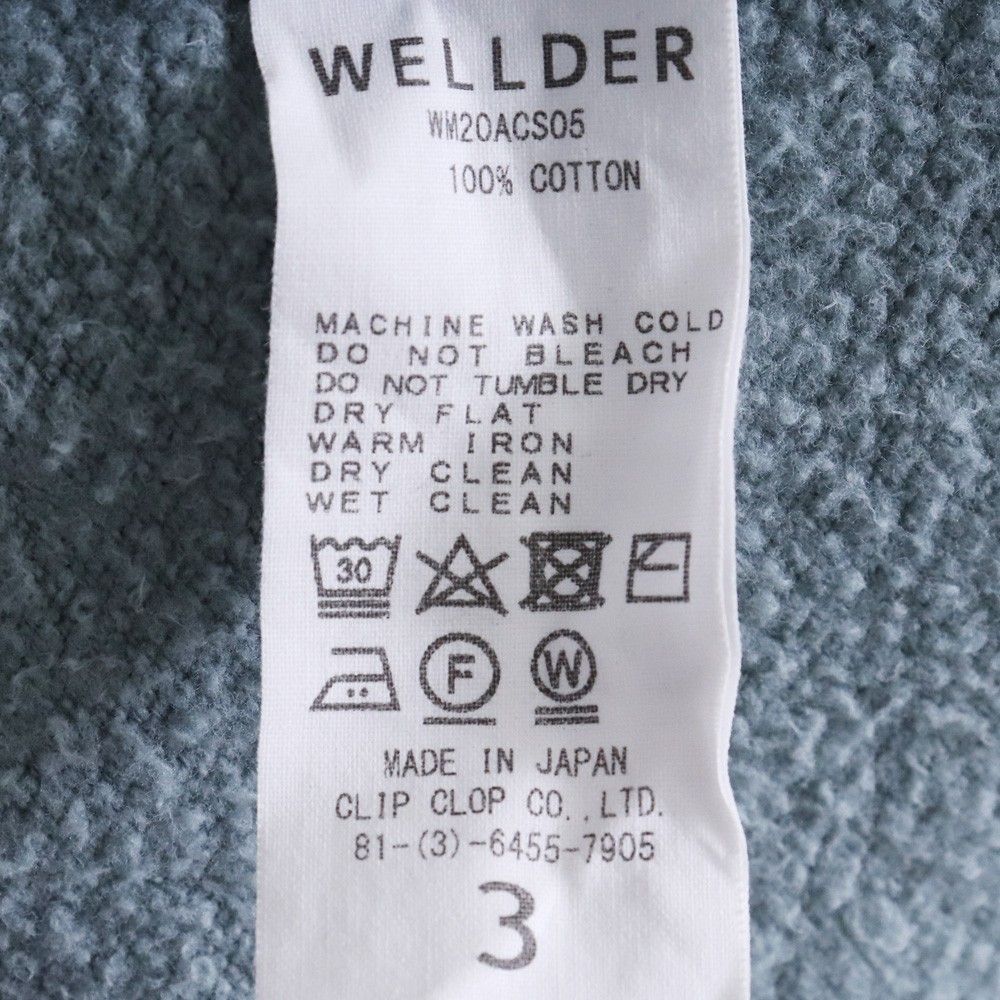 WELLDER
WM20ACS05
100% COTTON
MACHINE WASH COLD
DO NOT BLEACH
DO NOT TUMBLE DRY
DRY FLAT
WARM IRON
DRY CLEAN
WET CLEAN
30
F W
MADE IN JAPAN
CLIP CLOP CO., LTD.
81-(3)-6455-7905
3